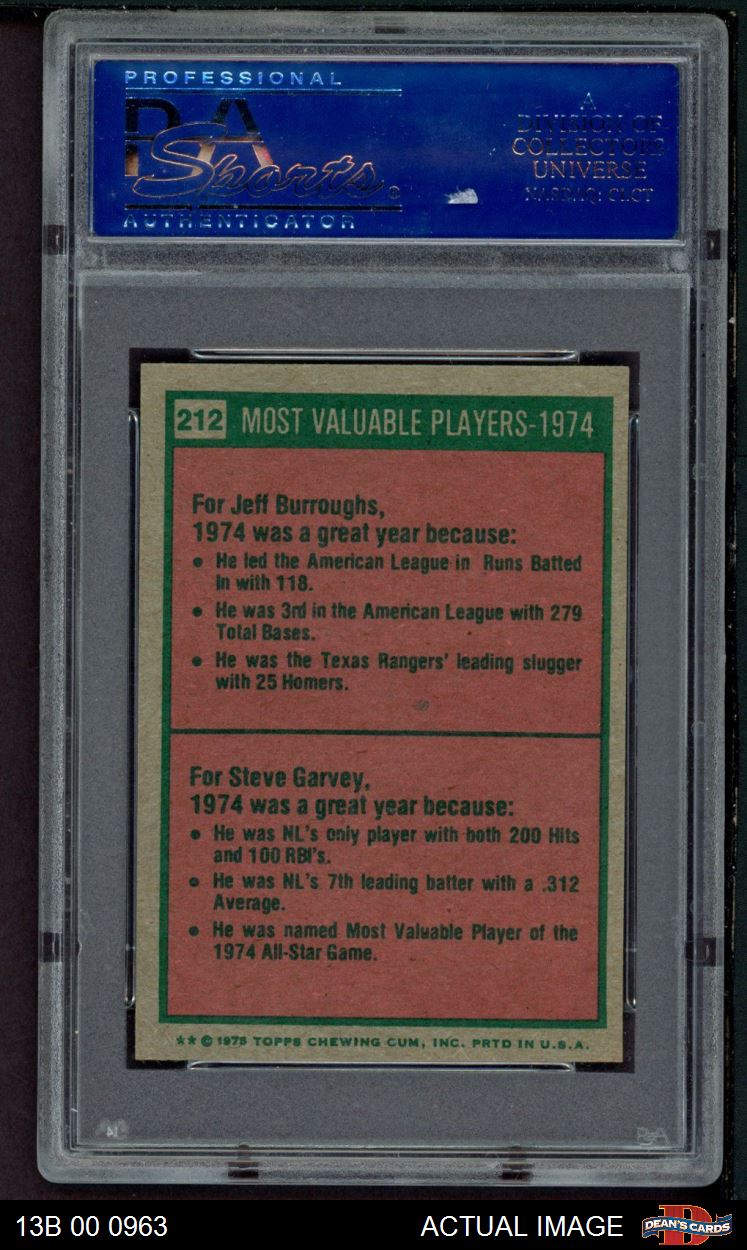 PROFESSIONAL
PSA
Sports®
AUTHENTICATOR
A
DIVISION OF
COLLECTORS
UNIVERSE
NASDAQ: CLCT
212 MOST VALUABLE PLAYERS-1974
For Jeff Burroughs,
1974 was a great year because:
• He led the American League in Runs Batted
In with 118.
• He was 3rd in the American League with 279
Total Bases.
• He was the Texas Rangers' leading slugger
with 25 Homers.
For Steve Garvey,
1974 was a great year because:
• He was NL's only player with both 200 Hits
and 100 RBI's.
• He was NL's 7th leading batter with a .312
Average.
• He was named Most Valuable Player of the
1974 All-Star Game.
** © 1975 TOPPS CHEWING GUM, INC. PRTD IN U.S.A.
PSA
13B 00 0963
ACTUAL IMAGE
DEAN'S CARDS